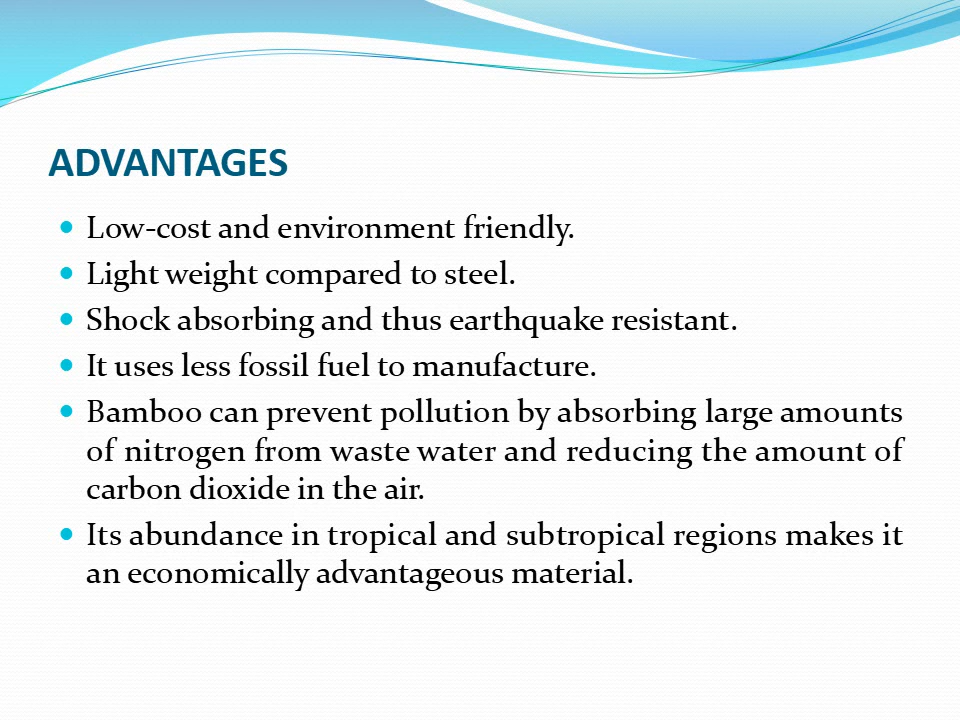 ADVANTAGES
• Low-cost and environment friendly.
• Light weight compared to steel.
• Shock absorbing and thus earthquake resistant.
• It uses less fossil fuel to manufacture.
• Bamboo can prevent pollution by absorbing large amounts
of nitrogen from waste water and reducing the amount of
carbon dioxide in the air.
• Its abundance in tropical and subtropical regions makes it
an economically advantageous material.